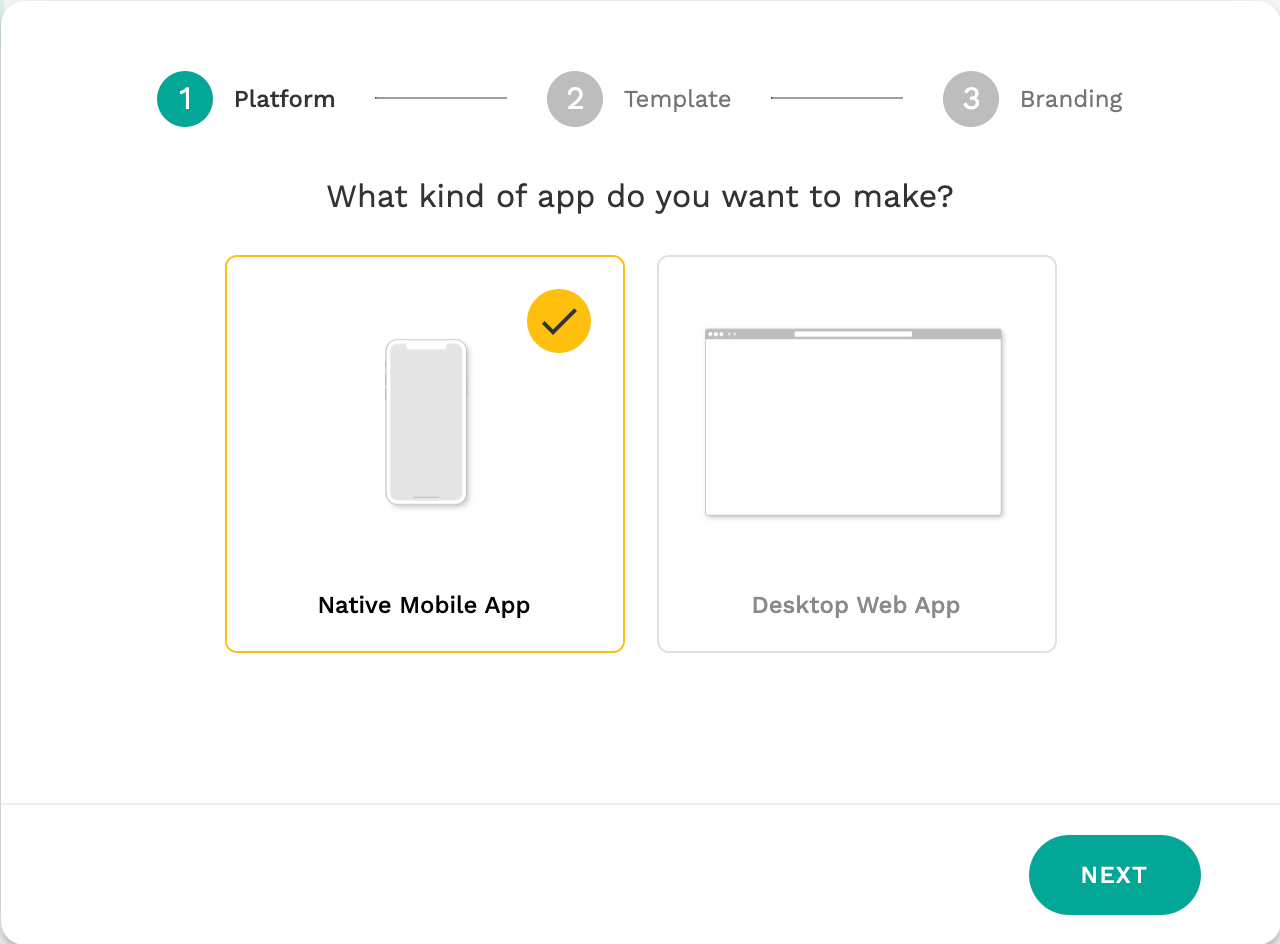 1 Platform 2 Template 3 Branding
What kind of app do you want to make?
Native Mobile App Desktop Web App
NEXT